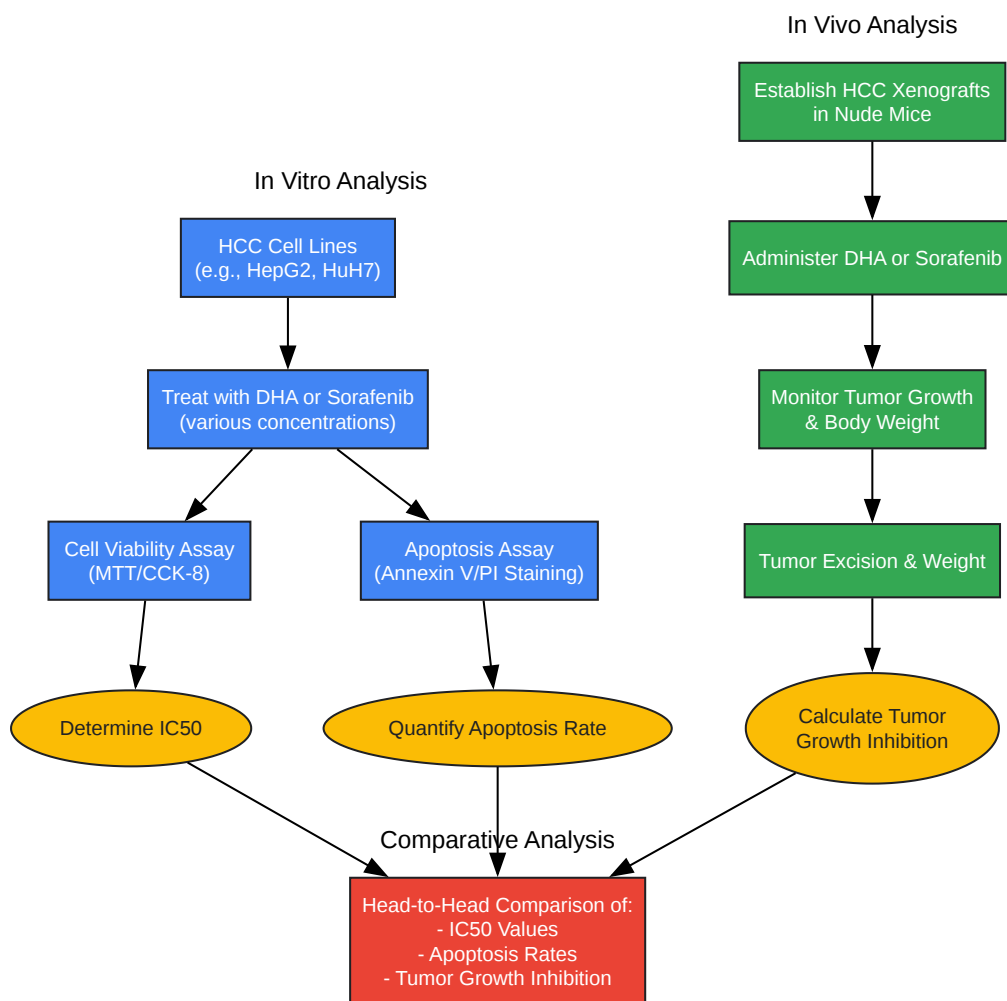 In Vitro Analysis
HCC Cell Lines
(e.g., HepG2, HuH7)
Treat with DHA or Sorafenib
(various concentrations)
Cell Viability Assay
(MTT/CCK-8)
Apoptosis Assay
(Annexin V/PI Staining)
Determine IC50
Quantify Apoptosis Rate
In Vivo Analysis
Establish HCC Xenografts
in Nude Mice
Administer DHA or Sorafenib
Monitor Tumor Growth
& Body Weight
Tumor Excision & Weight
Calculate Tumor
Growth Inhibition
Comparative Analysis
Head-to-Head Comparison of:
- IC50 Values
- Apoptosis Rates
- Tumor Growth Inhibition